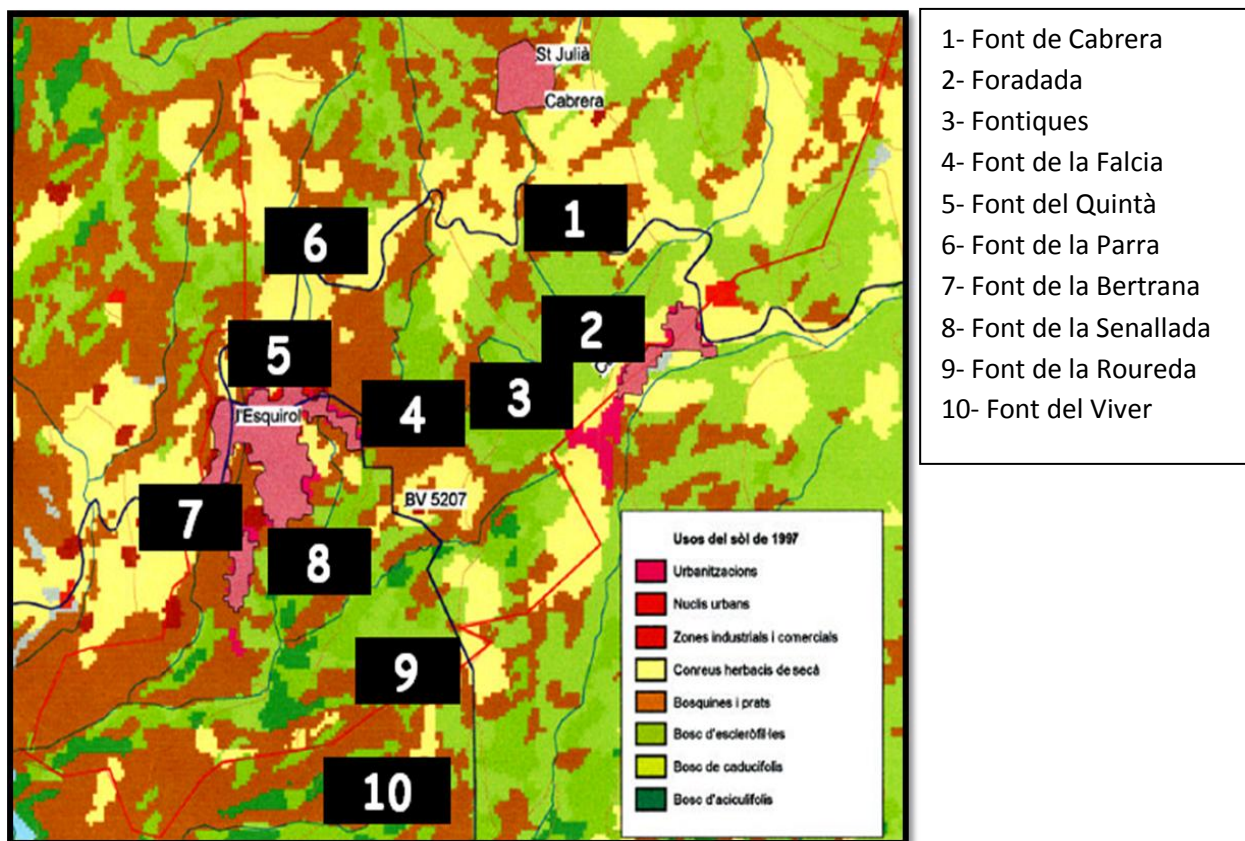 St Julià
Cabrera
1
6
2
5
3
4
l'Esquirol
7
BV 5207
8
9
10
Usos del sòl de 1997
Urbanitzacions
Nuclis urbans
Zones industrials i comercials
Conreus herbacis de secà
Bosquines i prats
Bosc d'escleròfil·les
Bosc de caducifolis
Bosc d'aciculifolis
1- Font de Cabrera
2- Foradada
3- Fontiques
4- Font de la Falcia
5- Font del Quintà
6- Font de la Parra
7- Font de la Bertrana
8- Font de la Senallada
9- Font de la Roureda
10- Font del Viver